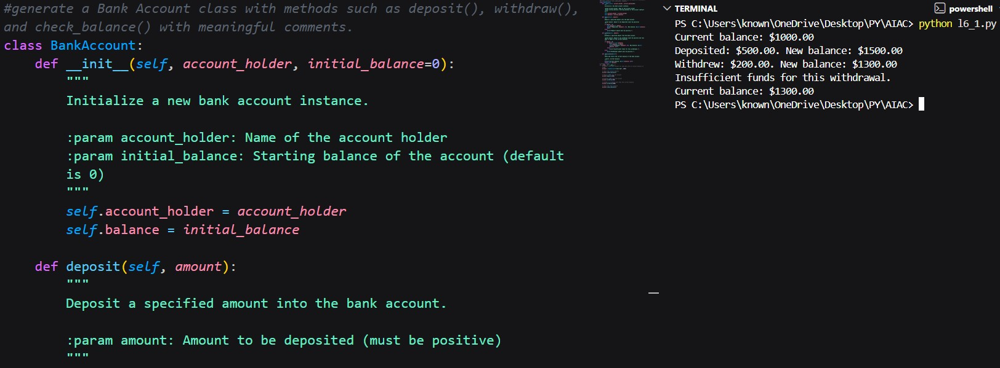 #generate a Bank Account class with methods such as deposit(), withdraw(),
and check_balance() with meaningful comments.
class BankAccount:
    def __init__(self, account_holder, initial_balance=0):
        """
        Initialize a new bank account instance.

        :param account_holder: Name of the account holder
        :param initial_balance: Starting balance of the account (default
        is 0)
        """
        self.account_holder = account_holder
        self.balance = initial_balance

    def deposit(self, amount):
        """
        Deposit a specified amount into the bank account.

        :param amount: Amount to be deposited (must be positive)
        """
TERMINAL
powershell
PS C:\Users\known\OneDrive\Desktop\PY\AIAC> python l6_1.py
Current balance: $1000.00
Deposited: $500.00. New balance: $1500.00
Withdrew: $200.00. New balance: $1300.00
Insufficient funds for this withdrawal.
Current balance: $1300.00
PS C:\Users\known\OneDrive\Desktop\PY\AIAC>